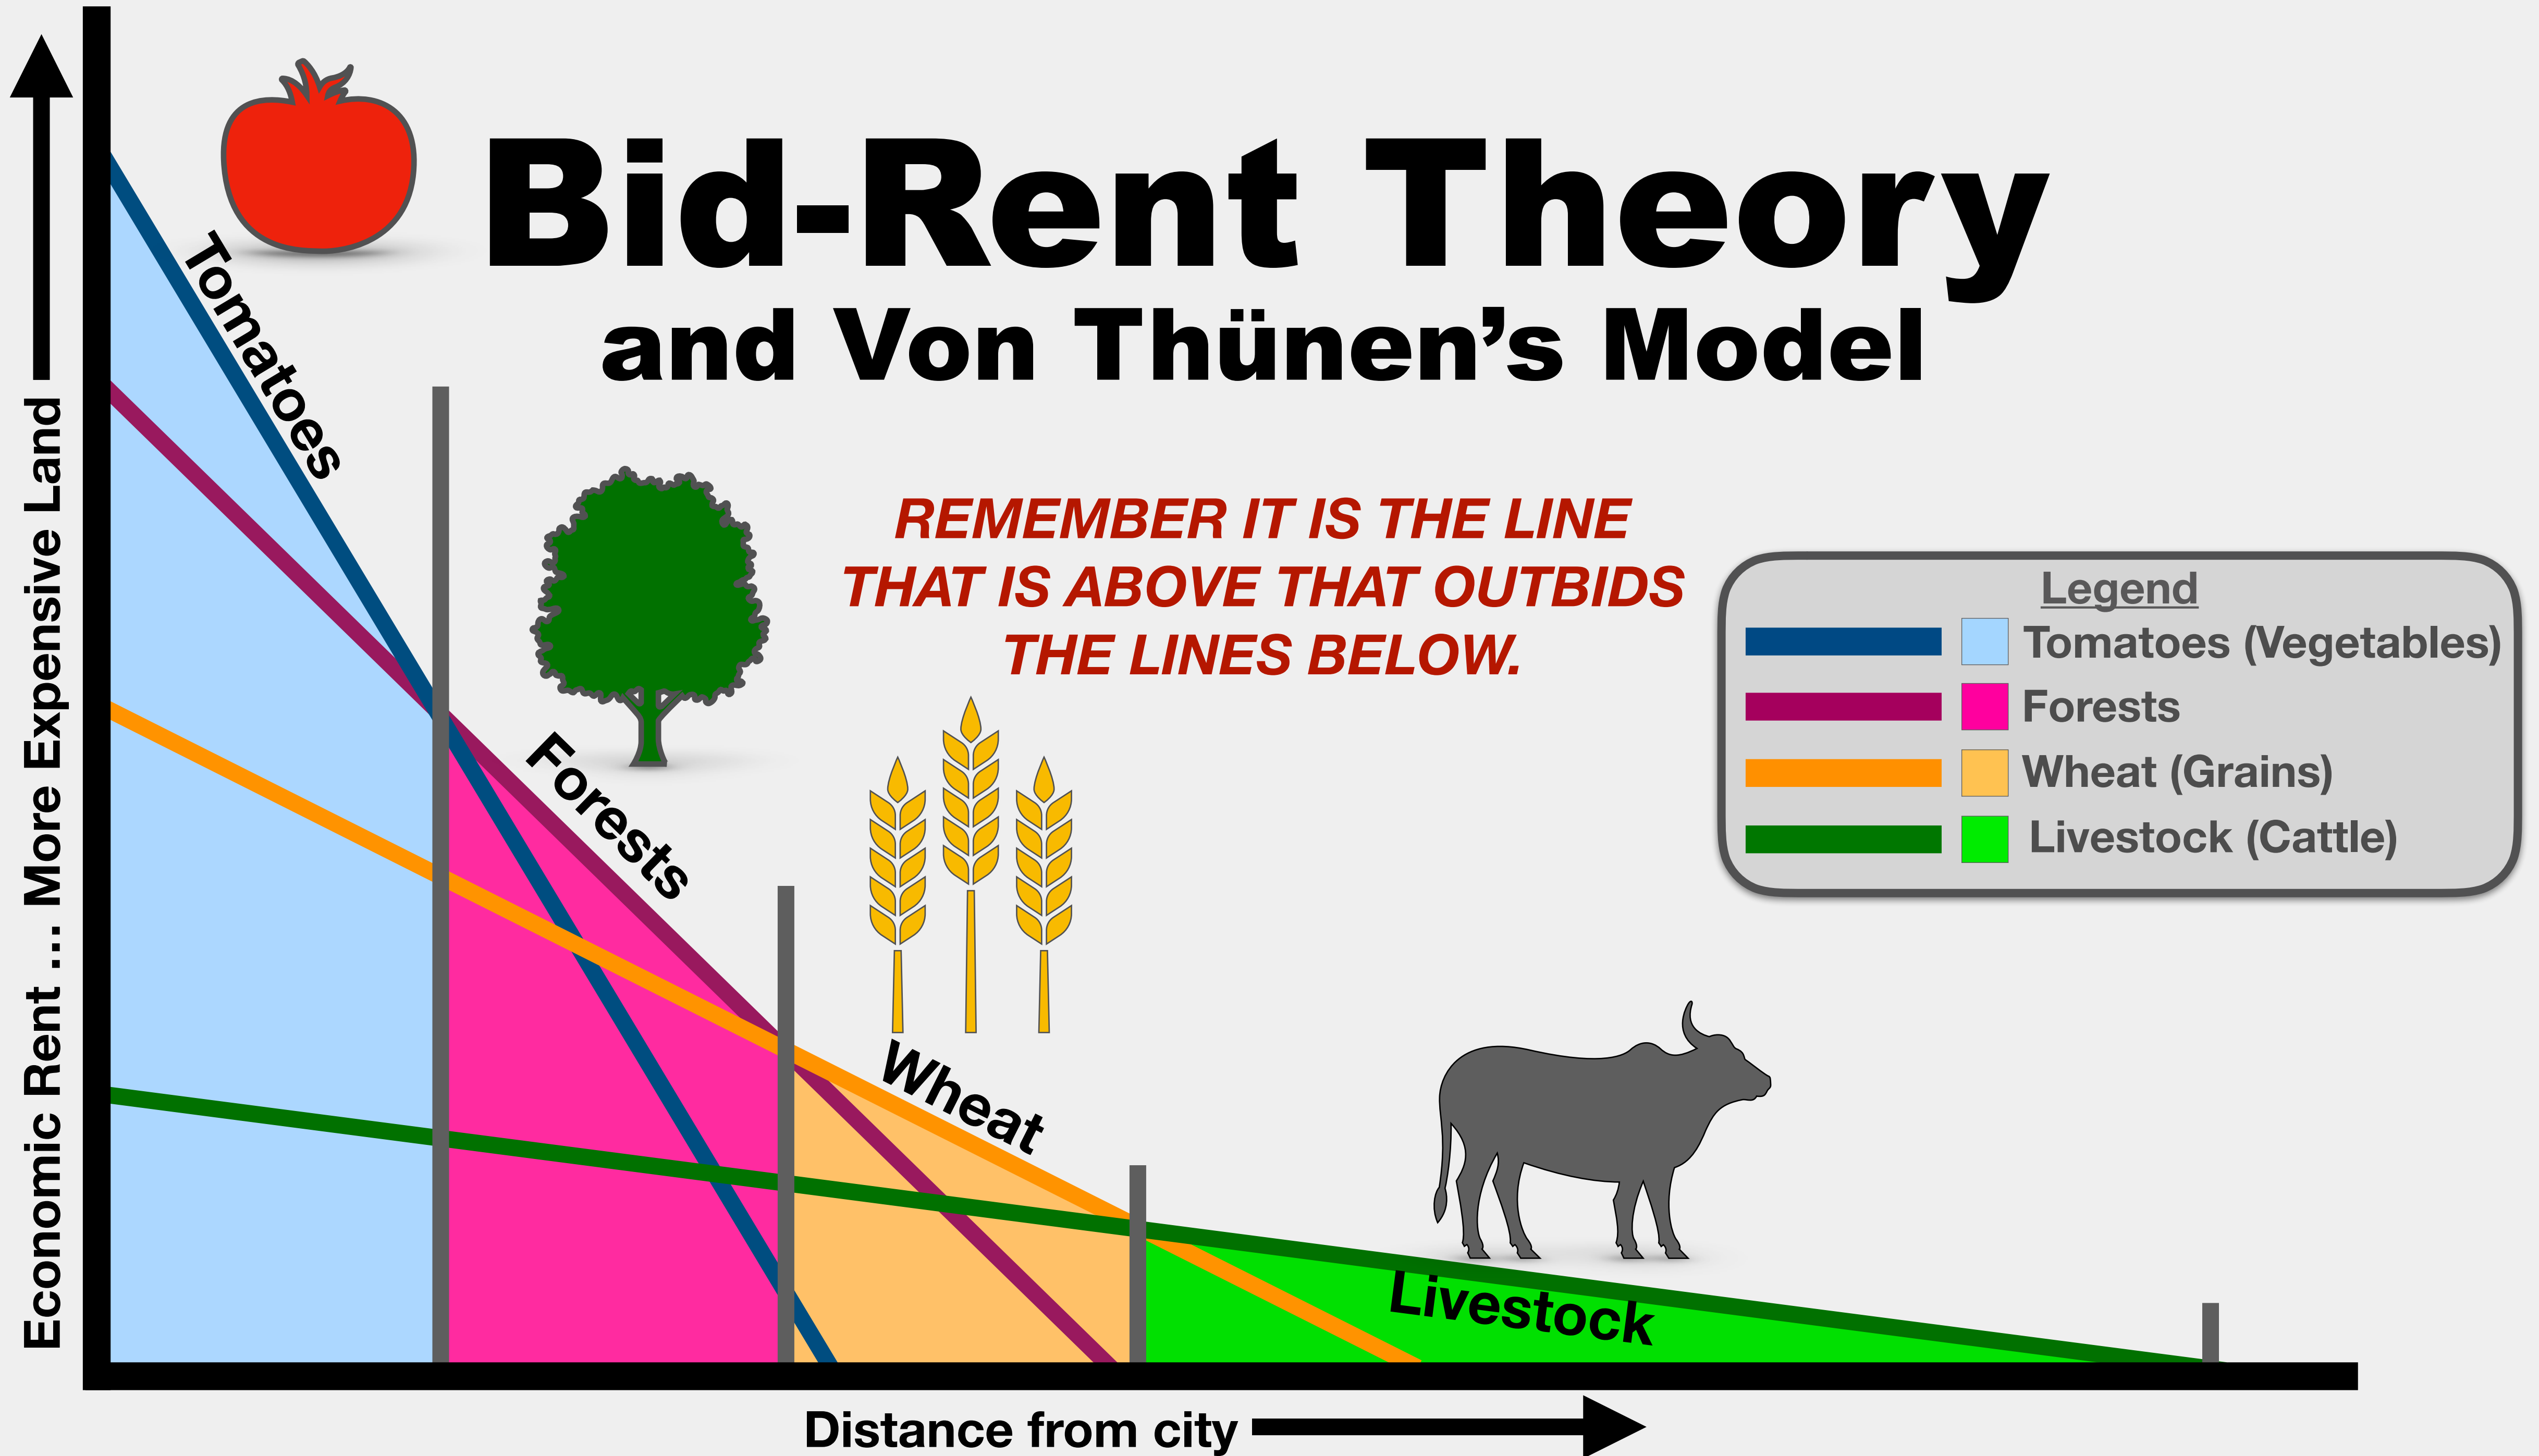 Bid-Rent Theory
and Von Thünen’s Model
Economic Rent ... More Expensive Land
Tomatoes
Forests
Wheat
Livestock
REMEMBER IT IS THE LINE
THAT IS ABOVE THAT OUTBIDS
THE LINES BELOW.
Legend
Tomatoes (Vegetables)
Forests
Wheat (Grains)
Livestock (Cattle)
Distance from city